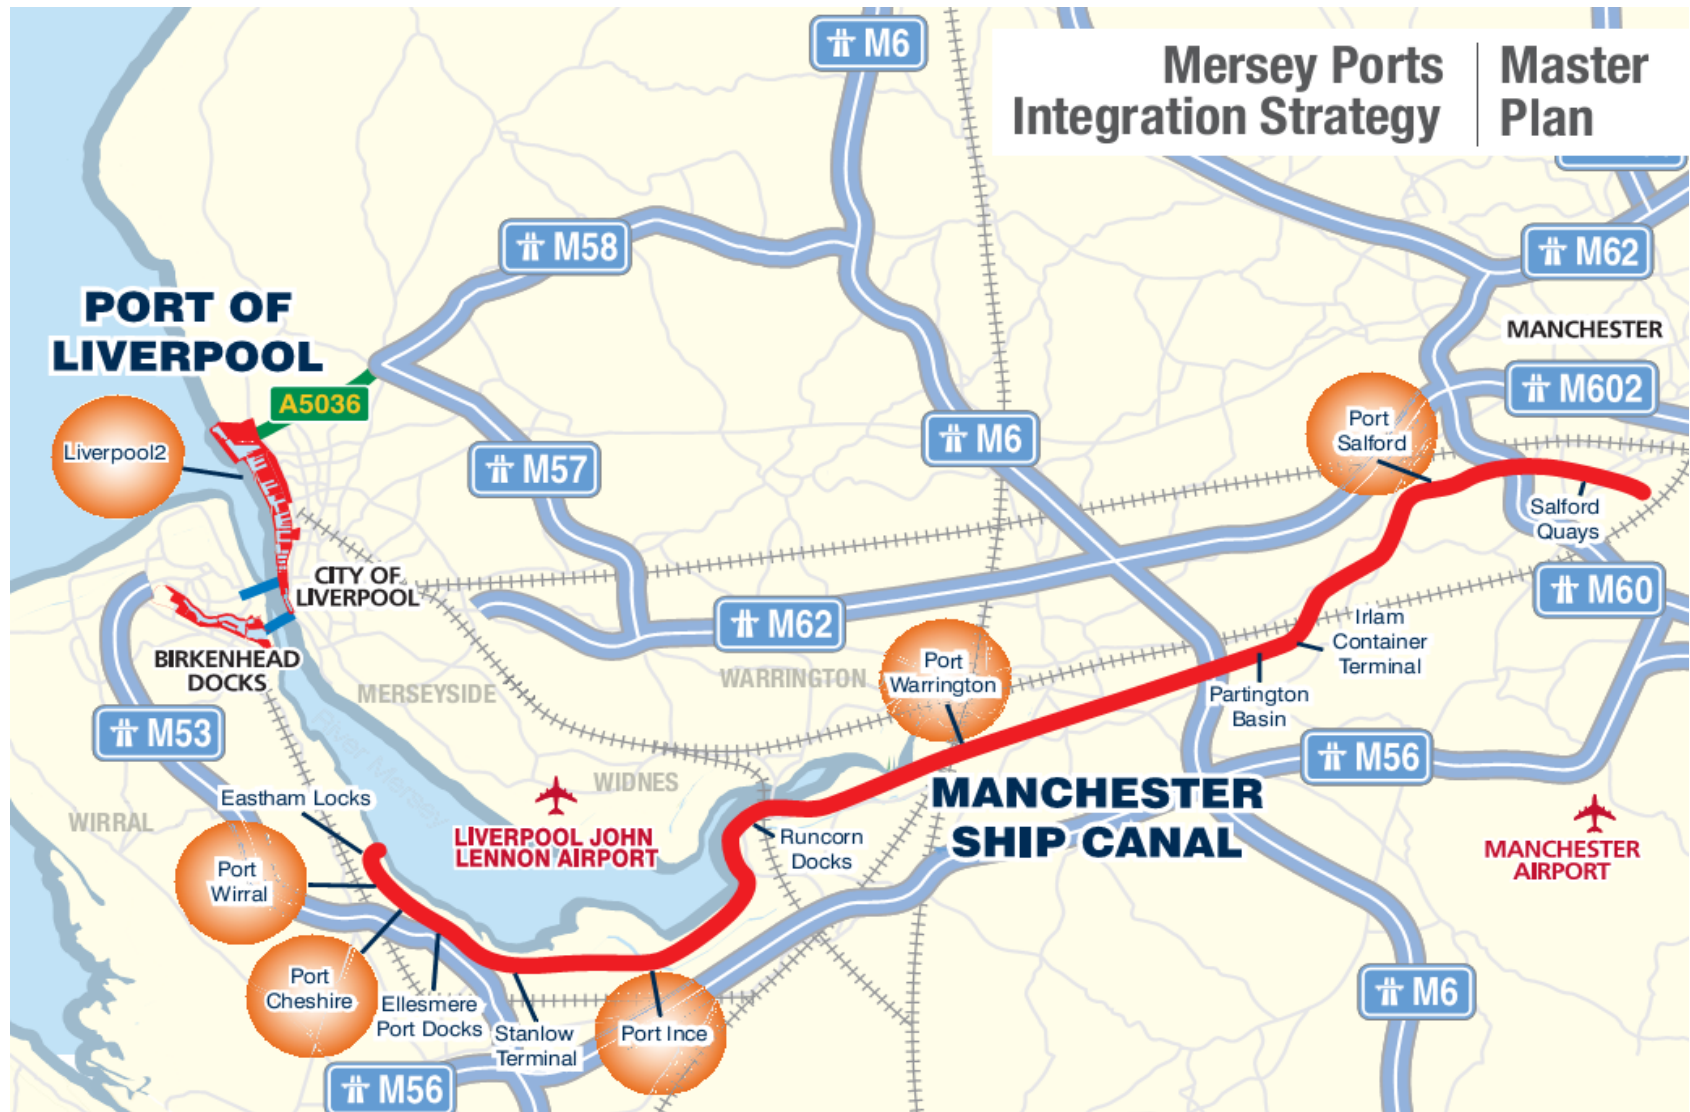 M6
Mersey Ports
Integration Strategy
Master
Plan
M58
M62
PORT OF
LIVERPOOL
MANCHESTER
M602
A5036
Liverpool2
M57
M6
Port
Salford
Salford
Quays
CITY OF
LIVERPOOL
M60
M62
Irlam
Container
Terminal
BIRKENHEAD
DOCKS
MERSEYSIDE
WARRINGTON
Port
Warrington
Partington
Basin
River Mersey
M53
M56
Eastham Locks
WIDNES
WIRRAL
LIVERPOOL JOHN
LENNON AIRPORT
Runcorn
Docks
MANCHESTER
SHIP CANAL
MANCHESTER
AIRPORT
Port
Wirral
Port
Cheshire
Ellesmere
Port Docks
Stanlow
Terminal
Port Ince
M6
M56